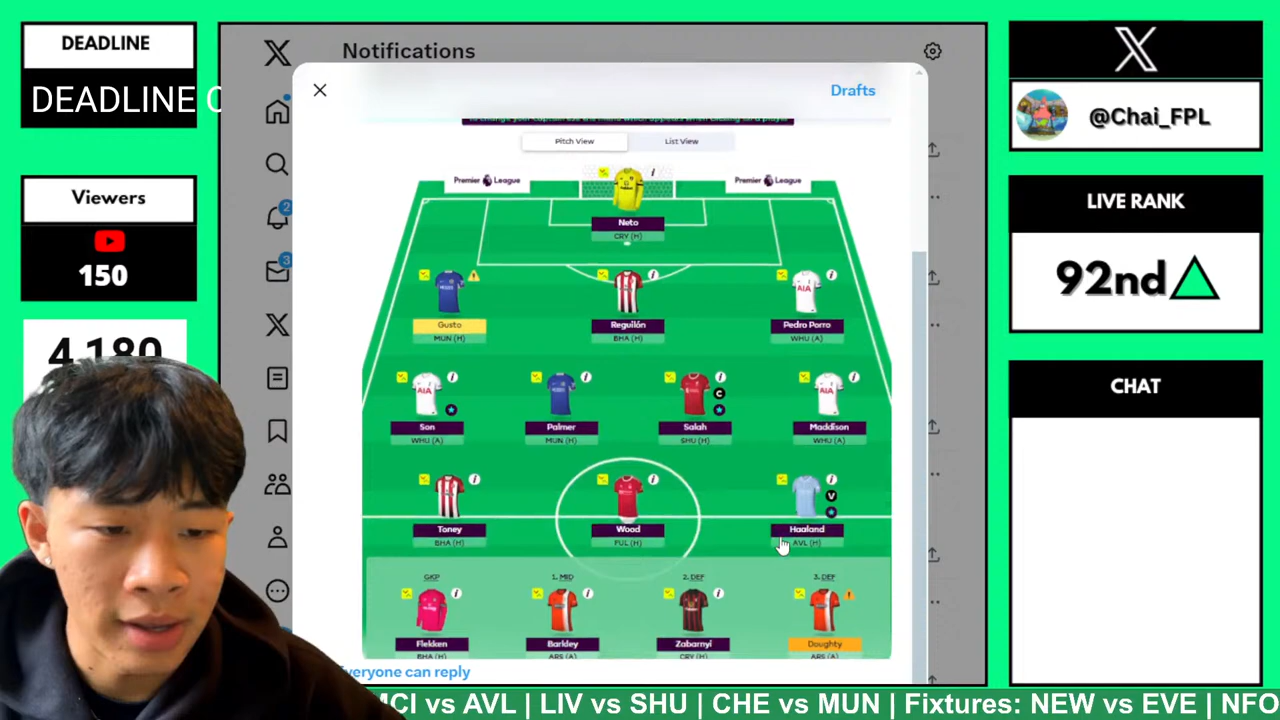 DEADLINE
DEADLINE
Viewers
150
4,180
Notifications
Drafts
Pitch View
List View
Premier League
Premier League
Neto
CRY (H)
Gusto
MUN (H)
Reguilón
BHA (H)
Pedro Porro
WHU (A)
Son
WHU (A)
Palmer
MUN (H)
Salah
SHU (H)
Maddison
WHU (A)
Toney
BHA (H)
Wood
FUL (H)
Haaland
AVL (H)
GKP
1. MID
2. DEF
3. DEF
Flekken
BHA (H)
Barkley
ARS (A)
Zabarnyi
CRY (H)
Doughty
ARS (A)
everyone can reply
@Chai_FPL
LIVE RANK
92nd
CHAT
MCI vs AVL | LIV vs SHU | CHE vs MUN | Fixtures: NEW vs EVE | NFO